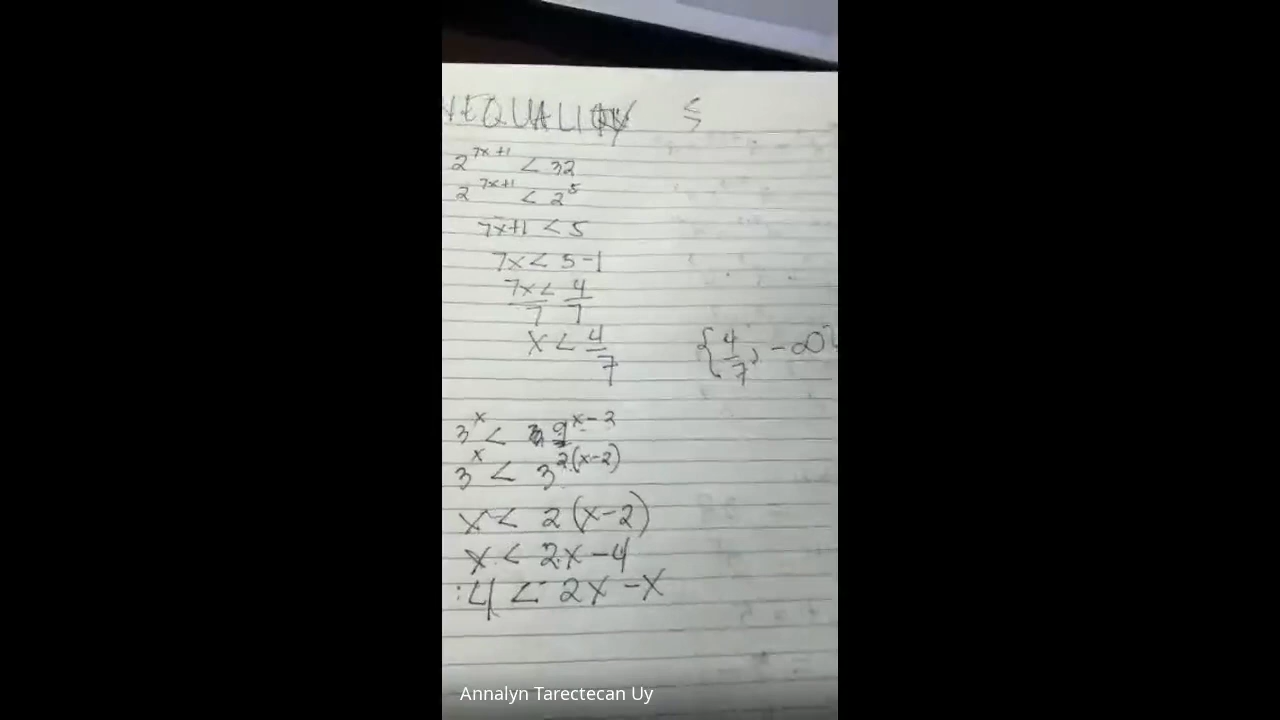 NEQUALITY ≤
>
2^(7x+1) < 32
2^(7x+1) < 2^5
7x+1 < 5
7x < 5-1
7x/7 < 4/7
x < 4/7 {4/7, -∞}
3^x < 9^(x-2)
3^x < 3^(2(x-2))
x < 2(x-2)
x < 2x-4
4 < 2x-x
Annalyn Tarectecan Uy